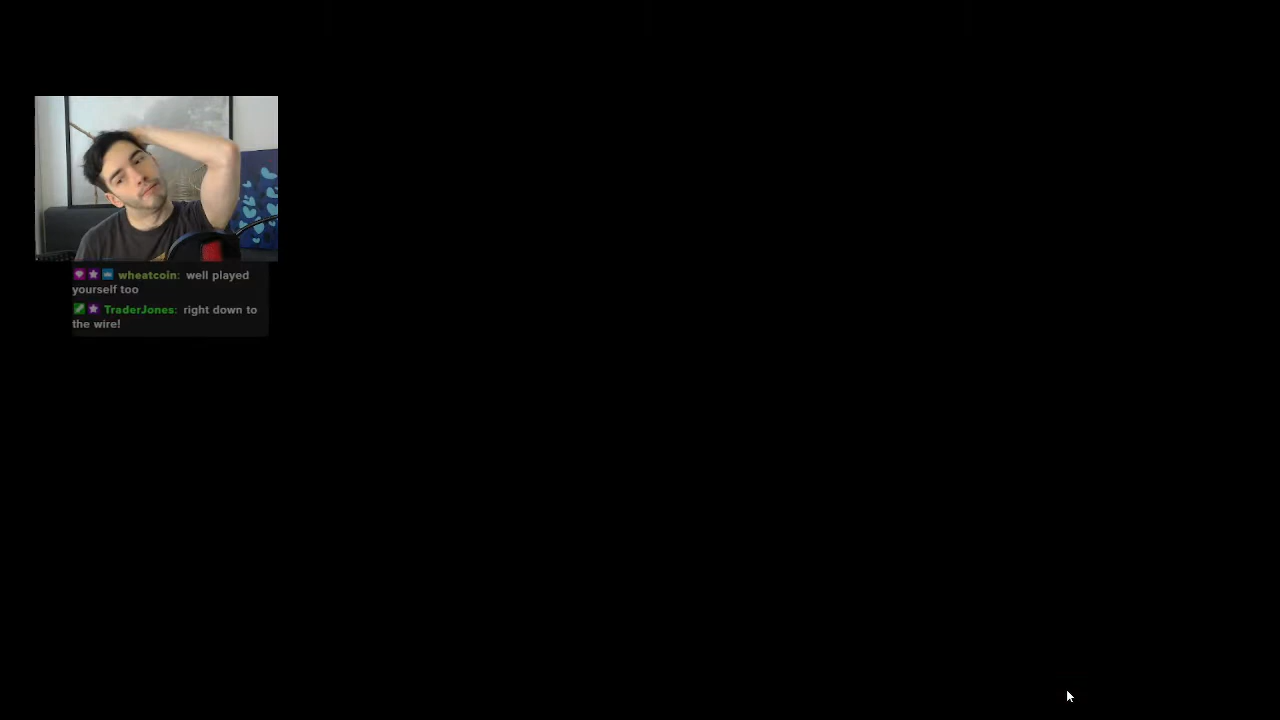 wheatcoin: well played
yourself too
TraderJones: right down to
the wire!